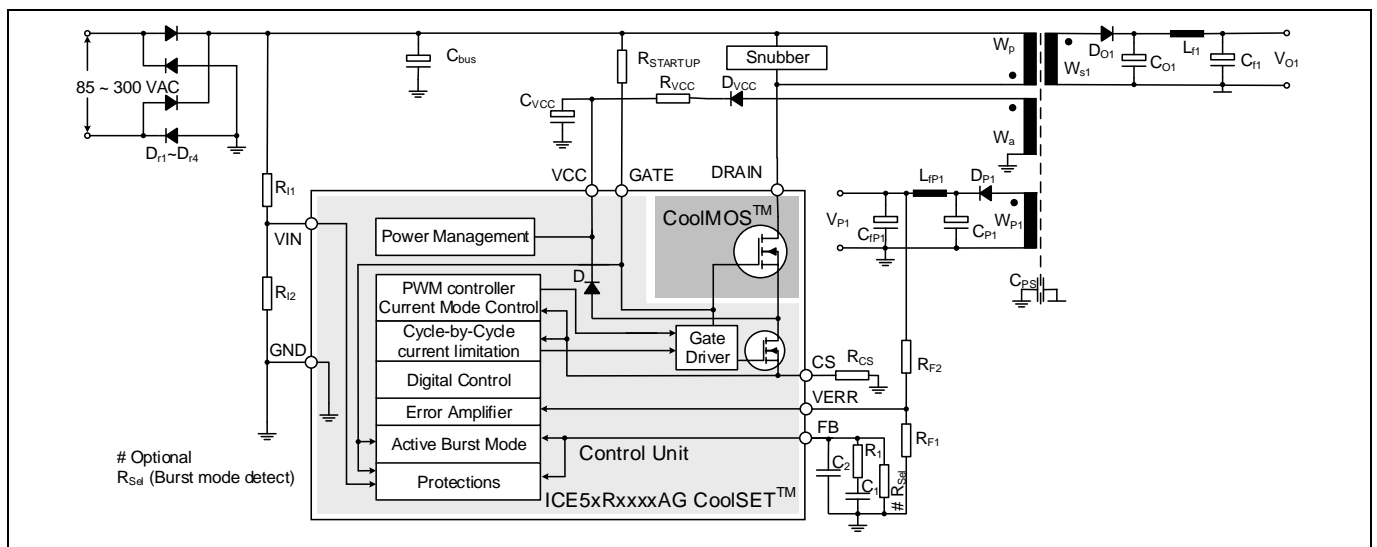 85 ~ 300 VAC
Dr1~Dr4
Cbus
RSTARTUP
Snubber
Wp
Ws1
DO1
CO1
Lf1
Cf1
VO1
RVCC
DVCC
CVCC
Wa
RI1
VIN
RI2
GND
VCC
GATE
DRAIN
CoolMOS™
Power Management
D
PWM controller
Current Mode Control
Cycle-by-Cycle
current limitation
Digital Control
Error Amplifier
Active Burst Mode
Protections
Gate
Driver
Control Unit
ICE5xRxxxxAG CoolSET™
VP1
CfP1
LfP1
CP1
DP1
WP1
CPS
CS
RCS
VERR
FB
RF2
RF1
C2
R1
C1
# RSel
# Optional
RSel (Burst mode detect)